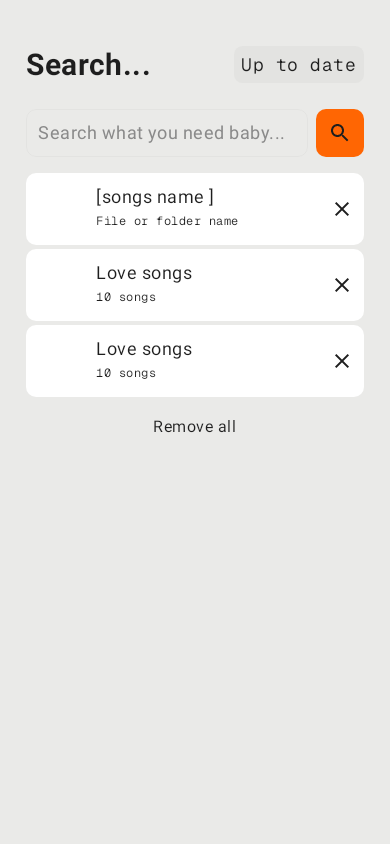 Search...
Up to date
Search what you need baby...
[songs name ]
File or folder name
Love songs
10 songs
Love songs
10 songs
Remove all